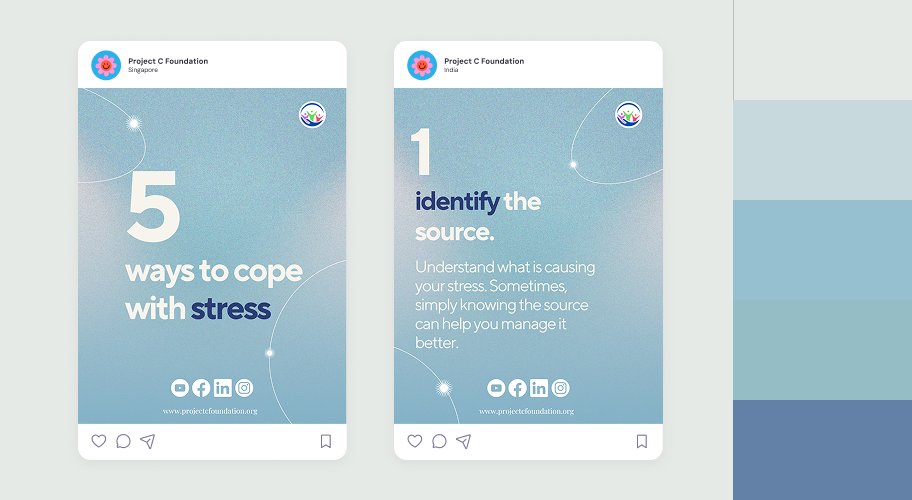 Project C Foundation
Singapore
5
ways to cope
with stress
www.projectcfoundation.org
Project C Foundation
India
1
identify the
source.
Understand what is causing
your stress. Sometimes,
simply knowing the source
can help you manage it
better.
www.projectcfoundation.org